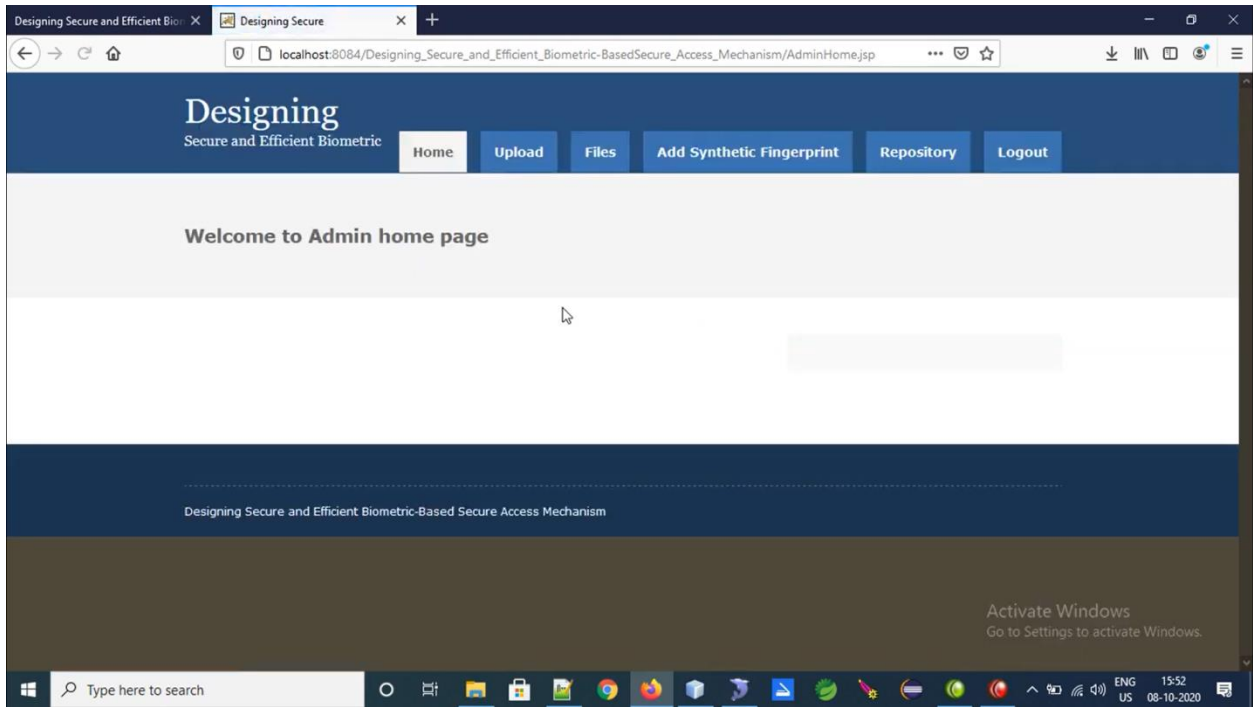 Designing Secure and Efficient Bion
Designing Secure
localhost:8084/Designing_Secure_and_Efficient_Biometric-BasedSecure_Access_Mechanism/AdminHome.jsp
Designing
Secure and Efficient Biometric
Home Upload Files Add Synthetic Fingerprint Repository Logout
Welcome to Admin home page
Designing Secure and Efficient Biometric-Based Secure Access Mechanism
Activate Windows
Go to Settings to activate Windows.
Type here to search
ENG 15:52
US 08-10-2020